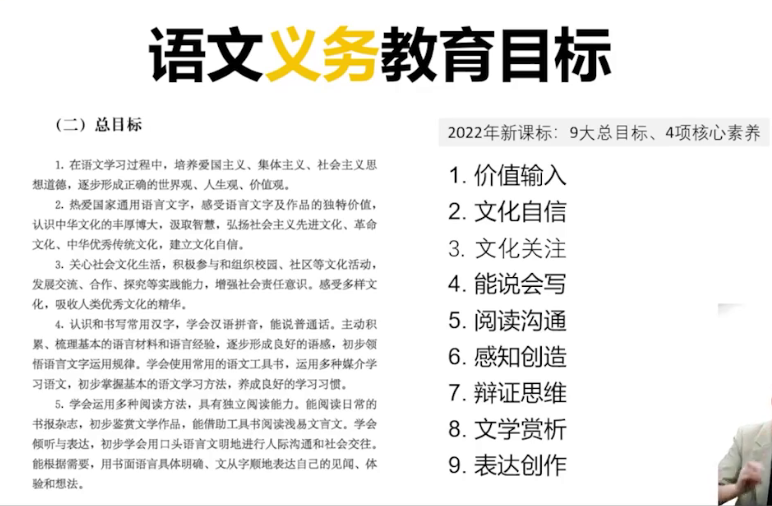 语文义务教育目标
（二）总目标
1. 在语文学习过程中，培养爱国主义、集体主义、社会主义思
想道德，逐步形成正确的世界观、人生观、价值观。
2. 热爱国家通用语言文字，感受语言文字及作品的独特价值，
认识中华文化的丰厚博大，汲取智慧，弘扬社会主义先进文化、革命
文化、中华优秀传统文化，建立文化自信。
3. 关心社会文化生活，积极参与和组织校园、社区等文化活动，
发展交流、合作、探究等实践能力，增强社会责任意识。感受多样文
化，吸收人类优秀文化的精华。
4. 认识和书写常用汉字，学会汉语拼音，能说普通话。主动积
累、梳理基本的语言材料和语言经验，逐步形成良好的语感，初步领
悟语言文字运用规律。学会使用常用的语文工具书，运用多种媒介学
习语文，初步掌握基本的语文学习方法，养成良好的学习习惯。
5. 学会运用多种阅读方法，具有独立阅读能力。能阅读日常的
书报杂志，初步鉴赏文学作品，能借助工具书阅读浅易文言文。学会
倾听与表达，初步学会用口头语言文明地进行人际沟通和社会交往。
能根据需要，用书面语言具体明确、文从字顺地表达自己的见闻、体
验和想法。
2022年新课标：9大总目标、4项核心素养
1. 价值输入
2. 文化自信
3. 文化关注
4. 能说会写
5. 阅读沟通
6. 感知创造
7. 辩证思维
8. 文学赏析
9. 表达创作